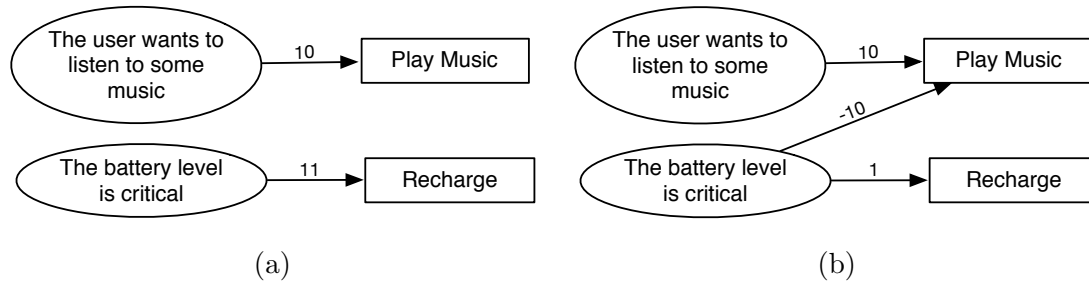 The user wants to
listen to some
music
10
Play Music
The battery level
is critical
11
Recharge
(a)
The user wants to
listen to some
music
10
Play Music
-10
The battery level
is critical
1
Recharge
(b)